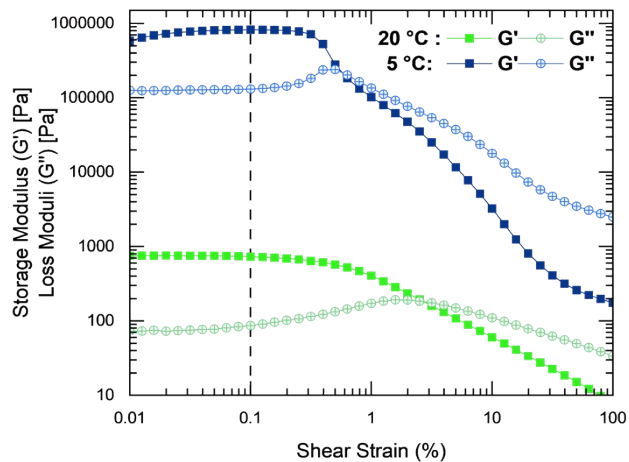 Storage Modulus (G') [Pa]
Loss Moduli (G'') [Pa]
1000000
100000
10000
1000
100
10
20 °C : G' G''
5 °C: G' G''
0.01 0.1 1 10 100
Shear Strain (%)